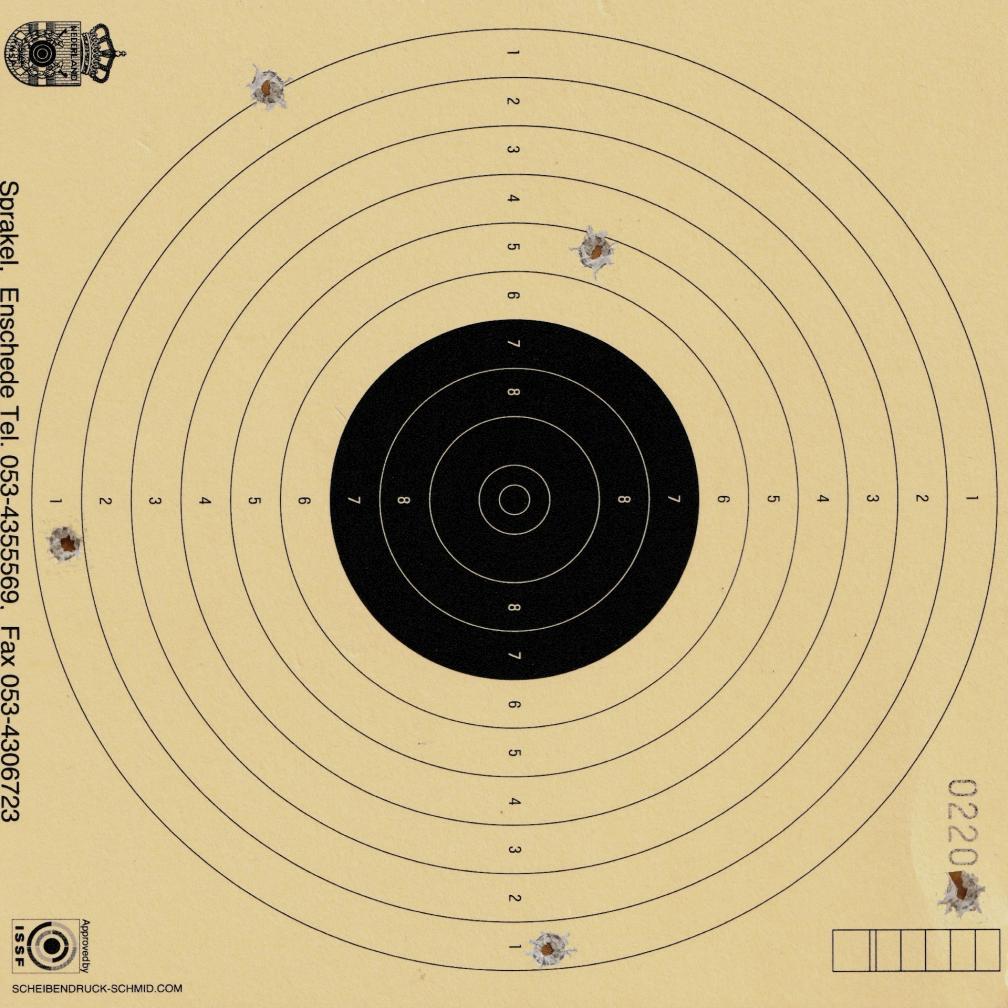 NEDERLAND
1
2
3
4
5
6
7
8
1 2 3 4 5 6 7 8 8 7 6 5 4 3 2 1
8
7
6
5
4
3
2
1
Sprakel, Enschede Tel. 053-4355569, Fax 053-4306723
0220
Approved by
ISSF
SCHEIBENDRUCK-SCHMID.COM